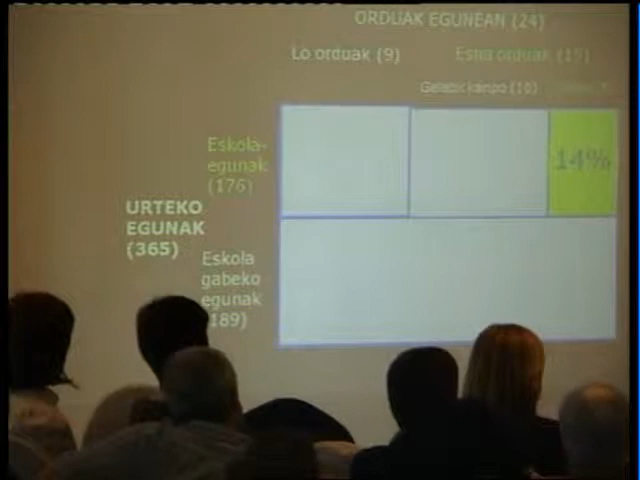 ORDUAK EGUNEAN (24)
Lo orduak (9)
Esna orduak (15)
Gelatik kanpo (10)
Eskola-
egunak
(176)
14%
URTEKO
EGUNAK
(365)
Eskola
gabeko
egunak
(189)